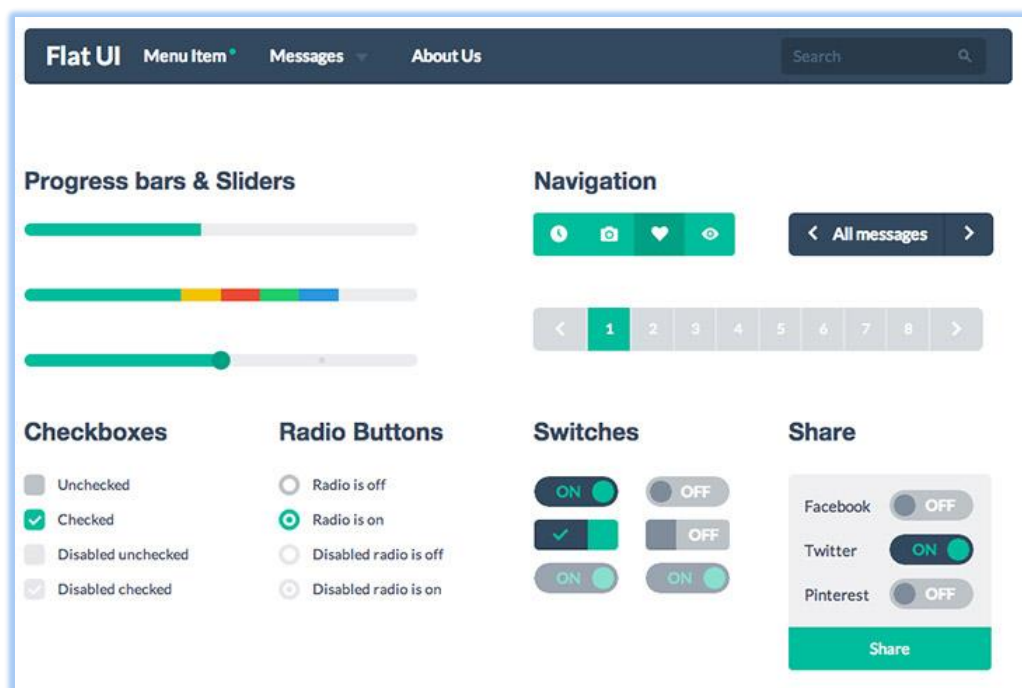 Flat UI Menu Item Messages About Us Search
Progress bars & Sliders
Navigation
All messages
1 2 3 4 5 6 7 8
Checkboxes
Unchecked
Checked
Disabled unchecked
Disabled checked
Radio Buttons
Radio is off
Radio is on
Disabled radio is off
Disabled radio is on
Switches
ON OFF
OFF
ON ON
Share
Facebook OFF
Twitter ON
Pinterest OFF
Share